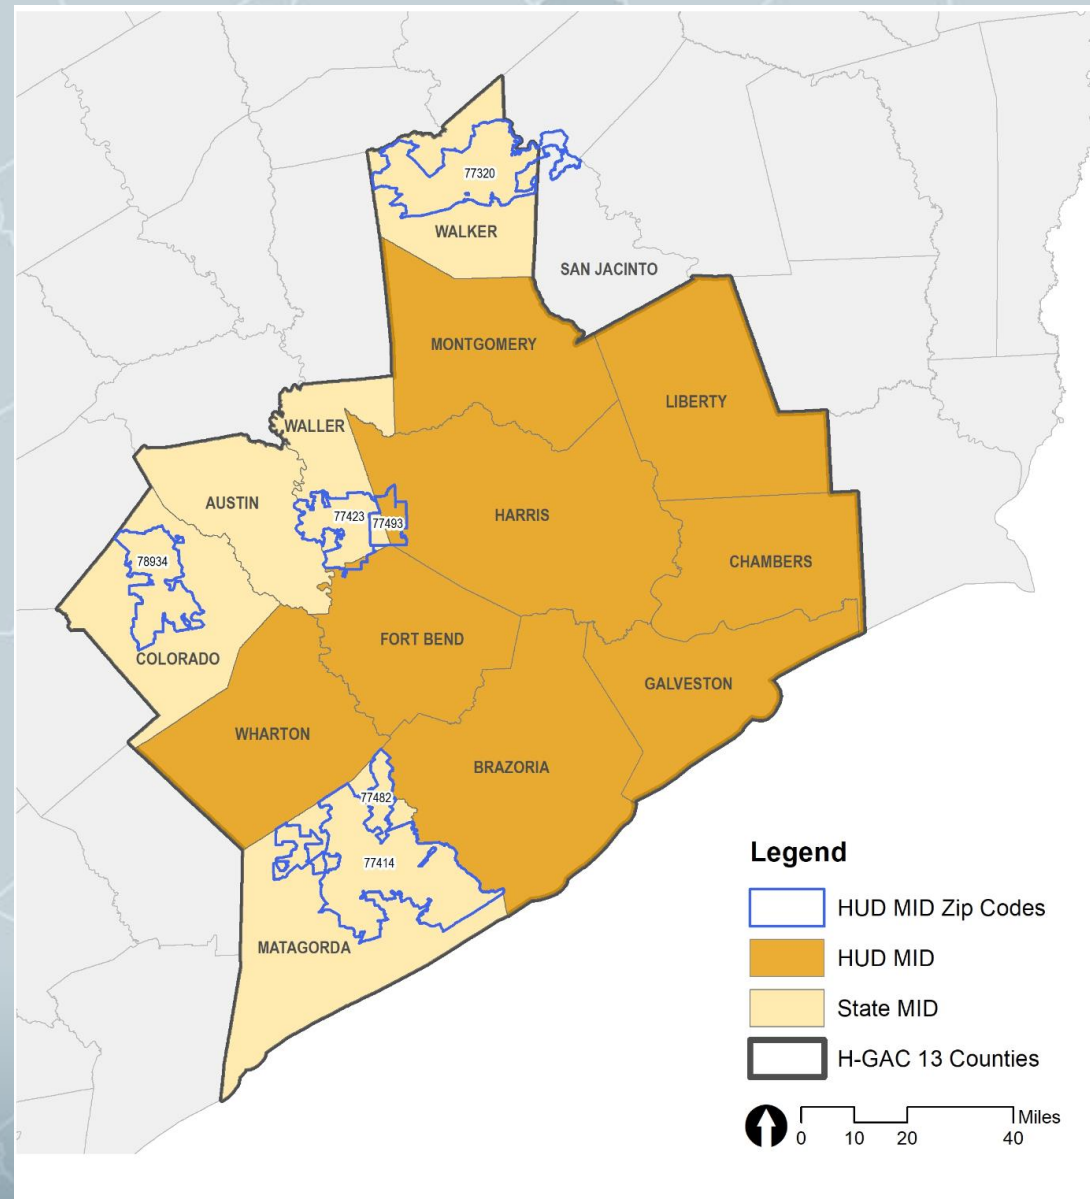 77320
WALKER
SAN JACINTO
MONTGOMERY
LIBERTY
WALLER
AUSTIN
77423
77493
HARRIS
78934
CHAMBERS
FORT BEND
COLORADO
GALVESTON
WHARTON
BRAZORIA
77482
77414
MATAGORDA
Legend
HUD MID Zip Codes
HUD MID
State MID
H-GAC 13 Counties
Miles
0 10 20 40